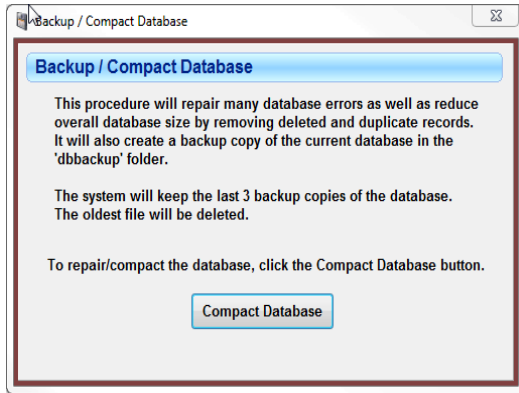 Backup / Compact Database
Backup / Compact Database
This procedure will repair many database errors as well as reduce
overall database size by removing deleted and duplicate records.
It will also create a backup copy of the current database in the
'dbbackup' folder.
The system will keep the last 3 backup copies of the database.
The oldest file will be deleted.
To repair/compact the database, click the Compact Database button.
Compact Database